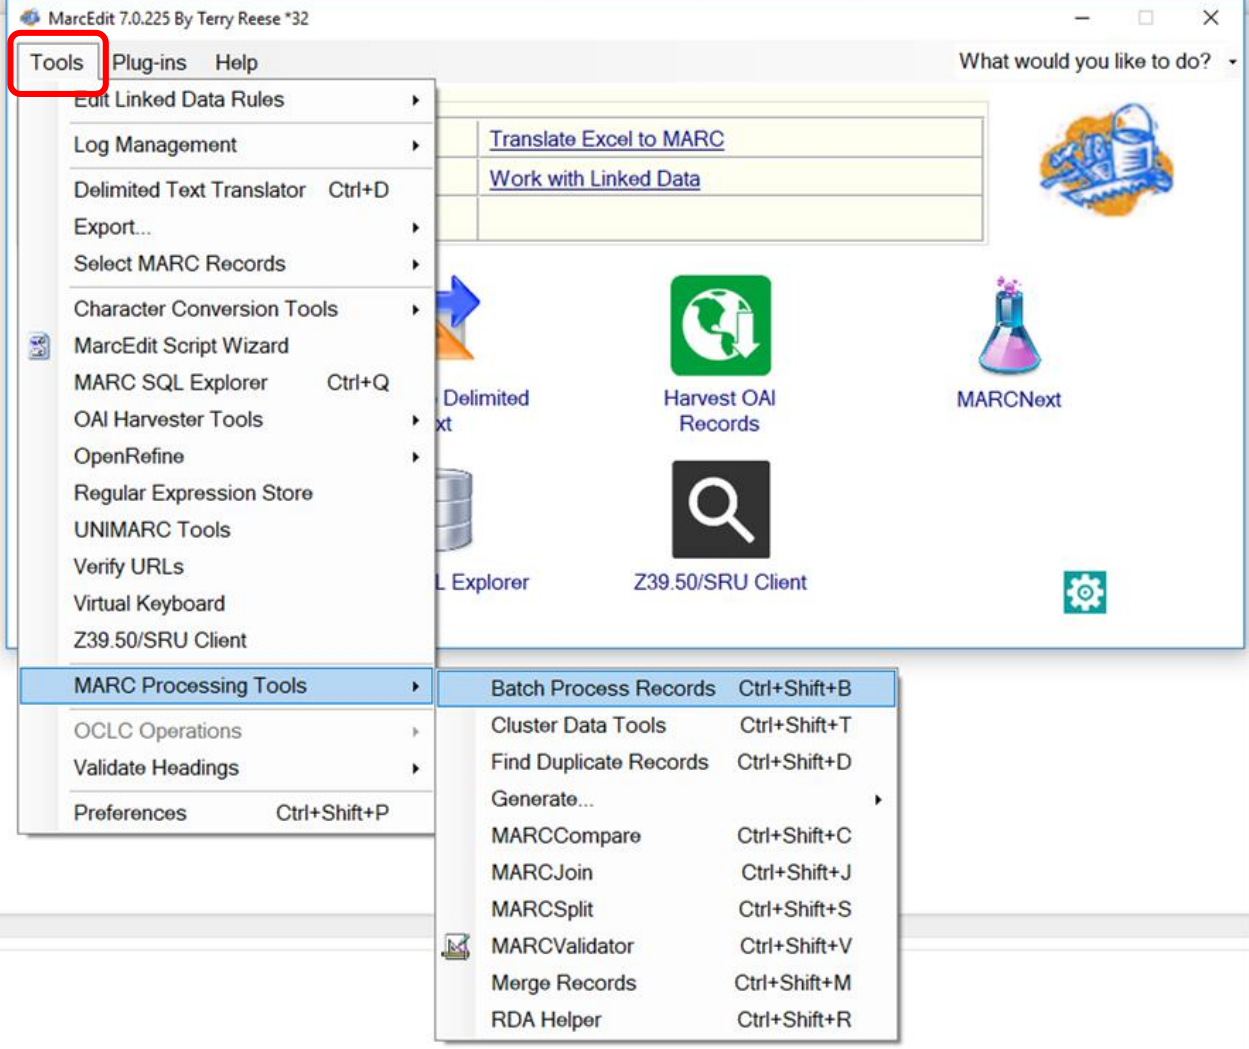 MarcEdit 7.0.225 By Terry Reese *32
Tools Plug-ins Help What would you like to do?
Edit Linked Data Rules
Log Management
Delimited Text Translator Ctrl+D
Export...
Select MARC Records
Character Conversion Tools
MarcEdit Script Wizard
MARC SQL Explorer Ctrl+Q
OAI Harvester Tools
OpenRefine
Regular Expression Store
UNIMARC Tools
Verify URLs
Virtual Keyboard
Z39.50/SRU Client
MARC Processing Tools
OCLC Operations
Validate Headings
Preferences Ctrl+Shift+P
Translate Excel to MARC
Work with Linked Data
Delimited
Harvest OAI
Records
MARCNext
L Explorer
Z39.50/SRU Client
Batch Process Records Ctrl+Shift+B
Cluster Data Tools Ctrl+Shift+T
Find Duplicate Records Ctrl+Shift+D
Generate...
MARCCompare Ctrl+Shift+C
MARCJoin Ctrl+Shift+J
MARCSplit Ctrl+Shift+S
MARCValidator Ctrl+Shift+V
Merge Records Ctrl+Shift+M
RDA Helper Ctrl+Shift+R